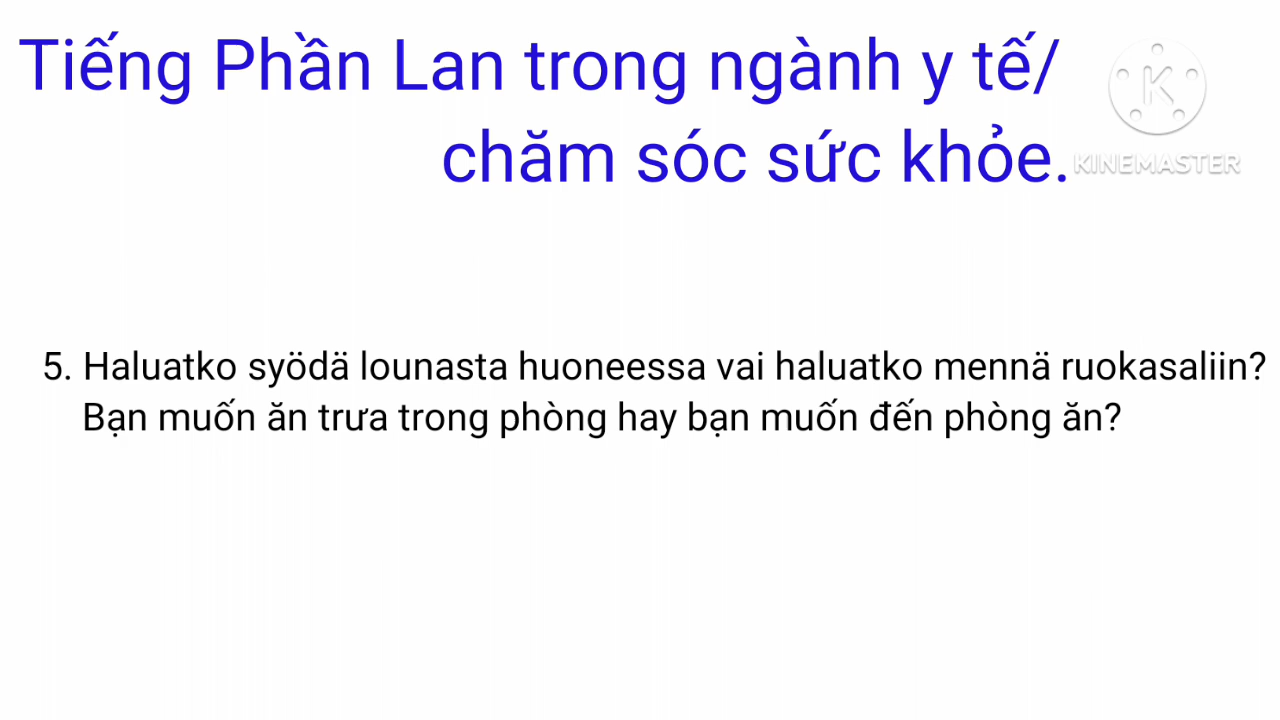 Tiếng Phần Lan trong ngành y tế/
chăm sóc sức khỏe.
K
KINEMASTER
5. Haluatko syödä lounasta huoneessa vai haluatko mennä ruokasaliin?
Bạn muốn ăn trưa trong phòng hay bạn muốn đến phòng ăn?